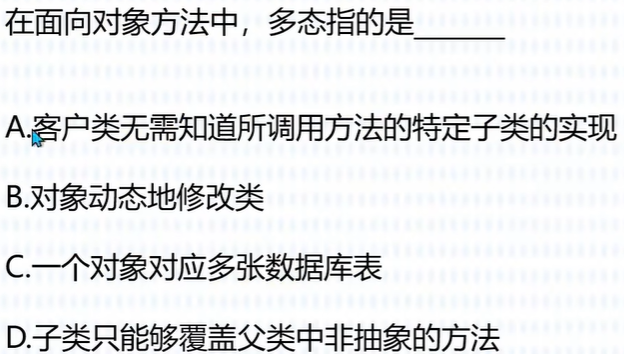 在面向对象方法中，多态指的是______
A.客户类无需知道所调用方法的特定子类的实现
B.对象动态地修改类
C.一个对象对应多张数据库表
D.子类只能够覆盖父类中非抽象的方法